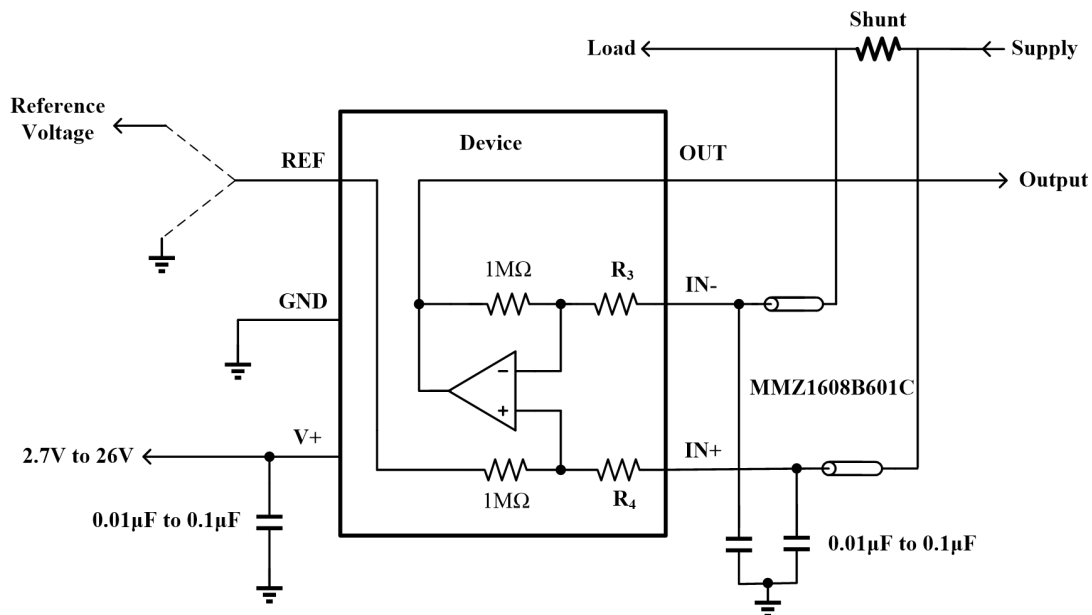 Shunt
Load
Supply
Reference
Voltage
Device
OUT
REF
Output
1MΩ
R₃
IN-
GND
−
MMZ1608B601C
+
V+
IN+
2.7V to 26V
1MΩ
R₄
0.01µF to 0.1µF
0.01µF to 0.1µF